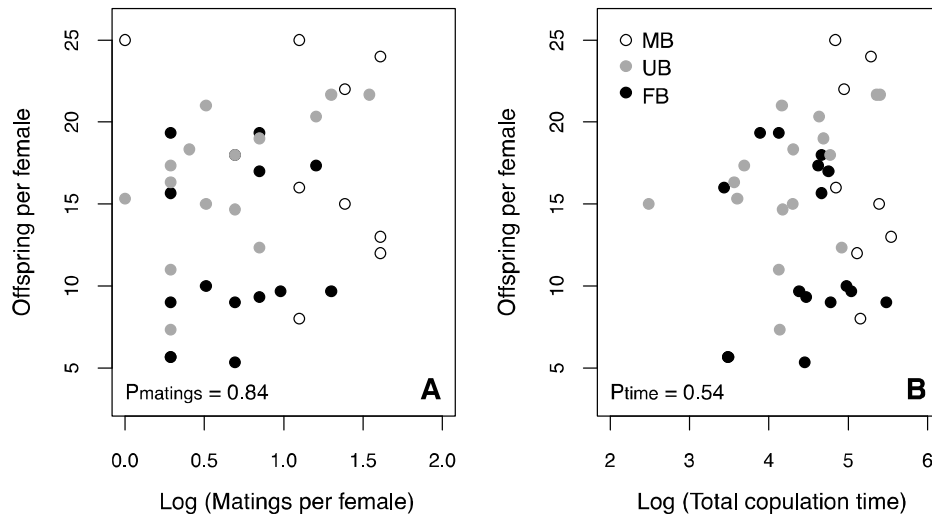 25
20
15
10
5
Offspring per female
Pmatings = 0.84
A
0.0 0.5 1.0 1.5 2.0
Log (Matings per female)
25
20
15
10
5
Offspring per female
MB
UB
FB
Ptime = 0.54
B
2 3 4 5 6
Log (Total copulation time)